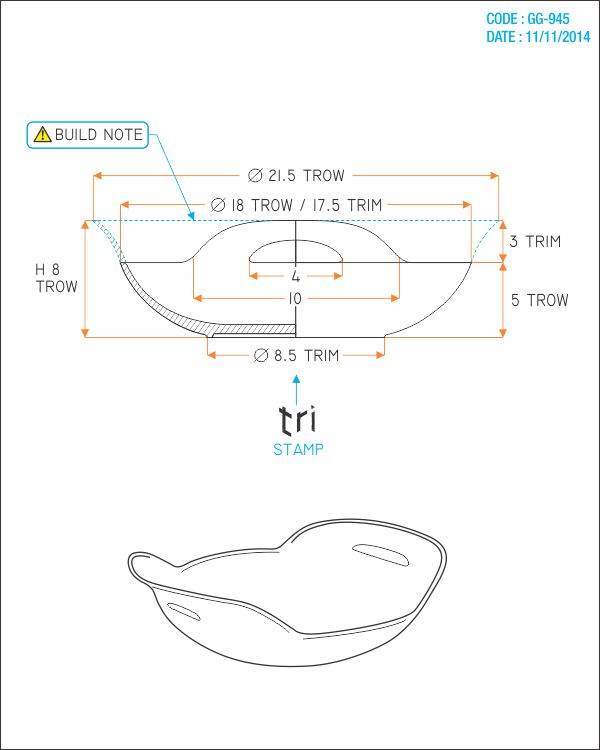 CODE : GG-945
DATE : 11/11/2014
BUILD NOTE
Ø 21.5 TROW
Ø 18 TROW / 17.5 TRIM
3 TRIM
H 8
TROW
4
10
5 TROW
Ø 8.5 TRIM
tri
STAMP